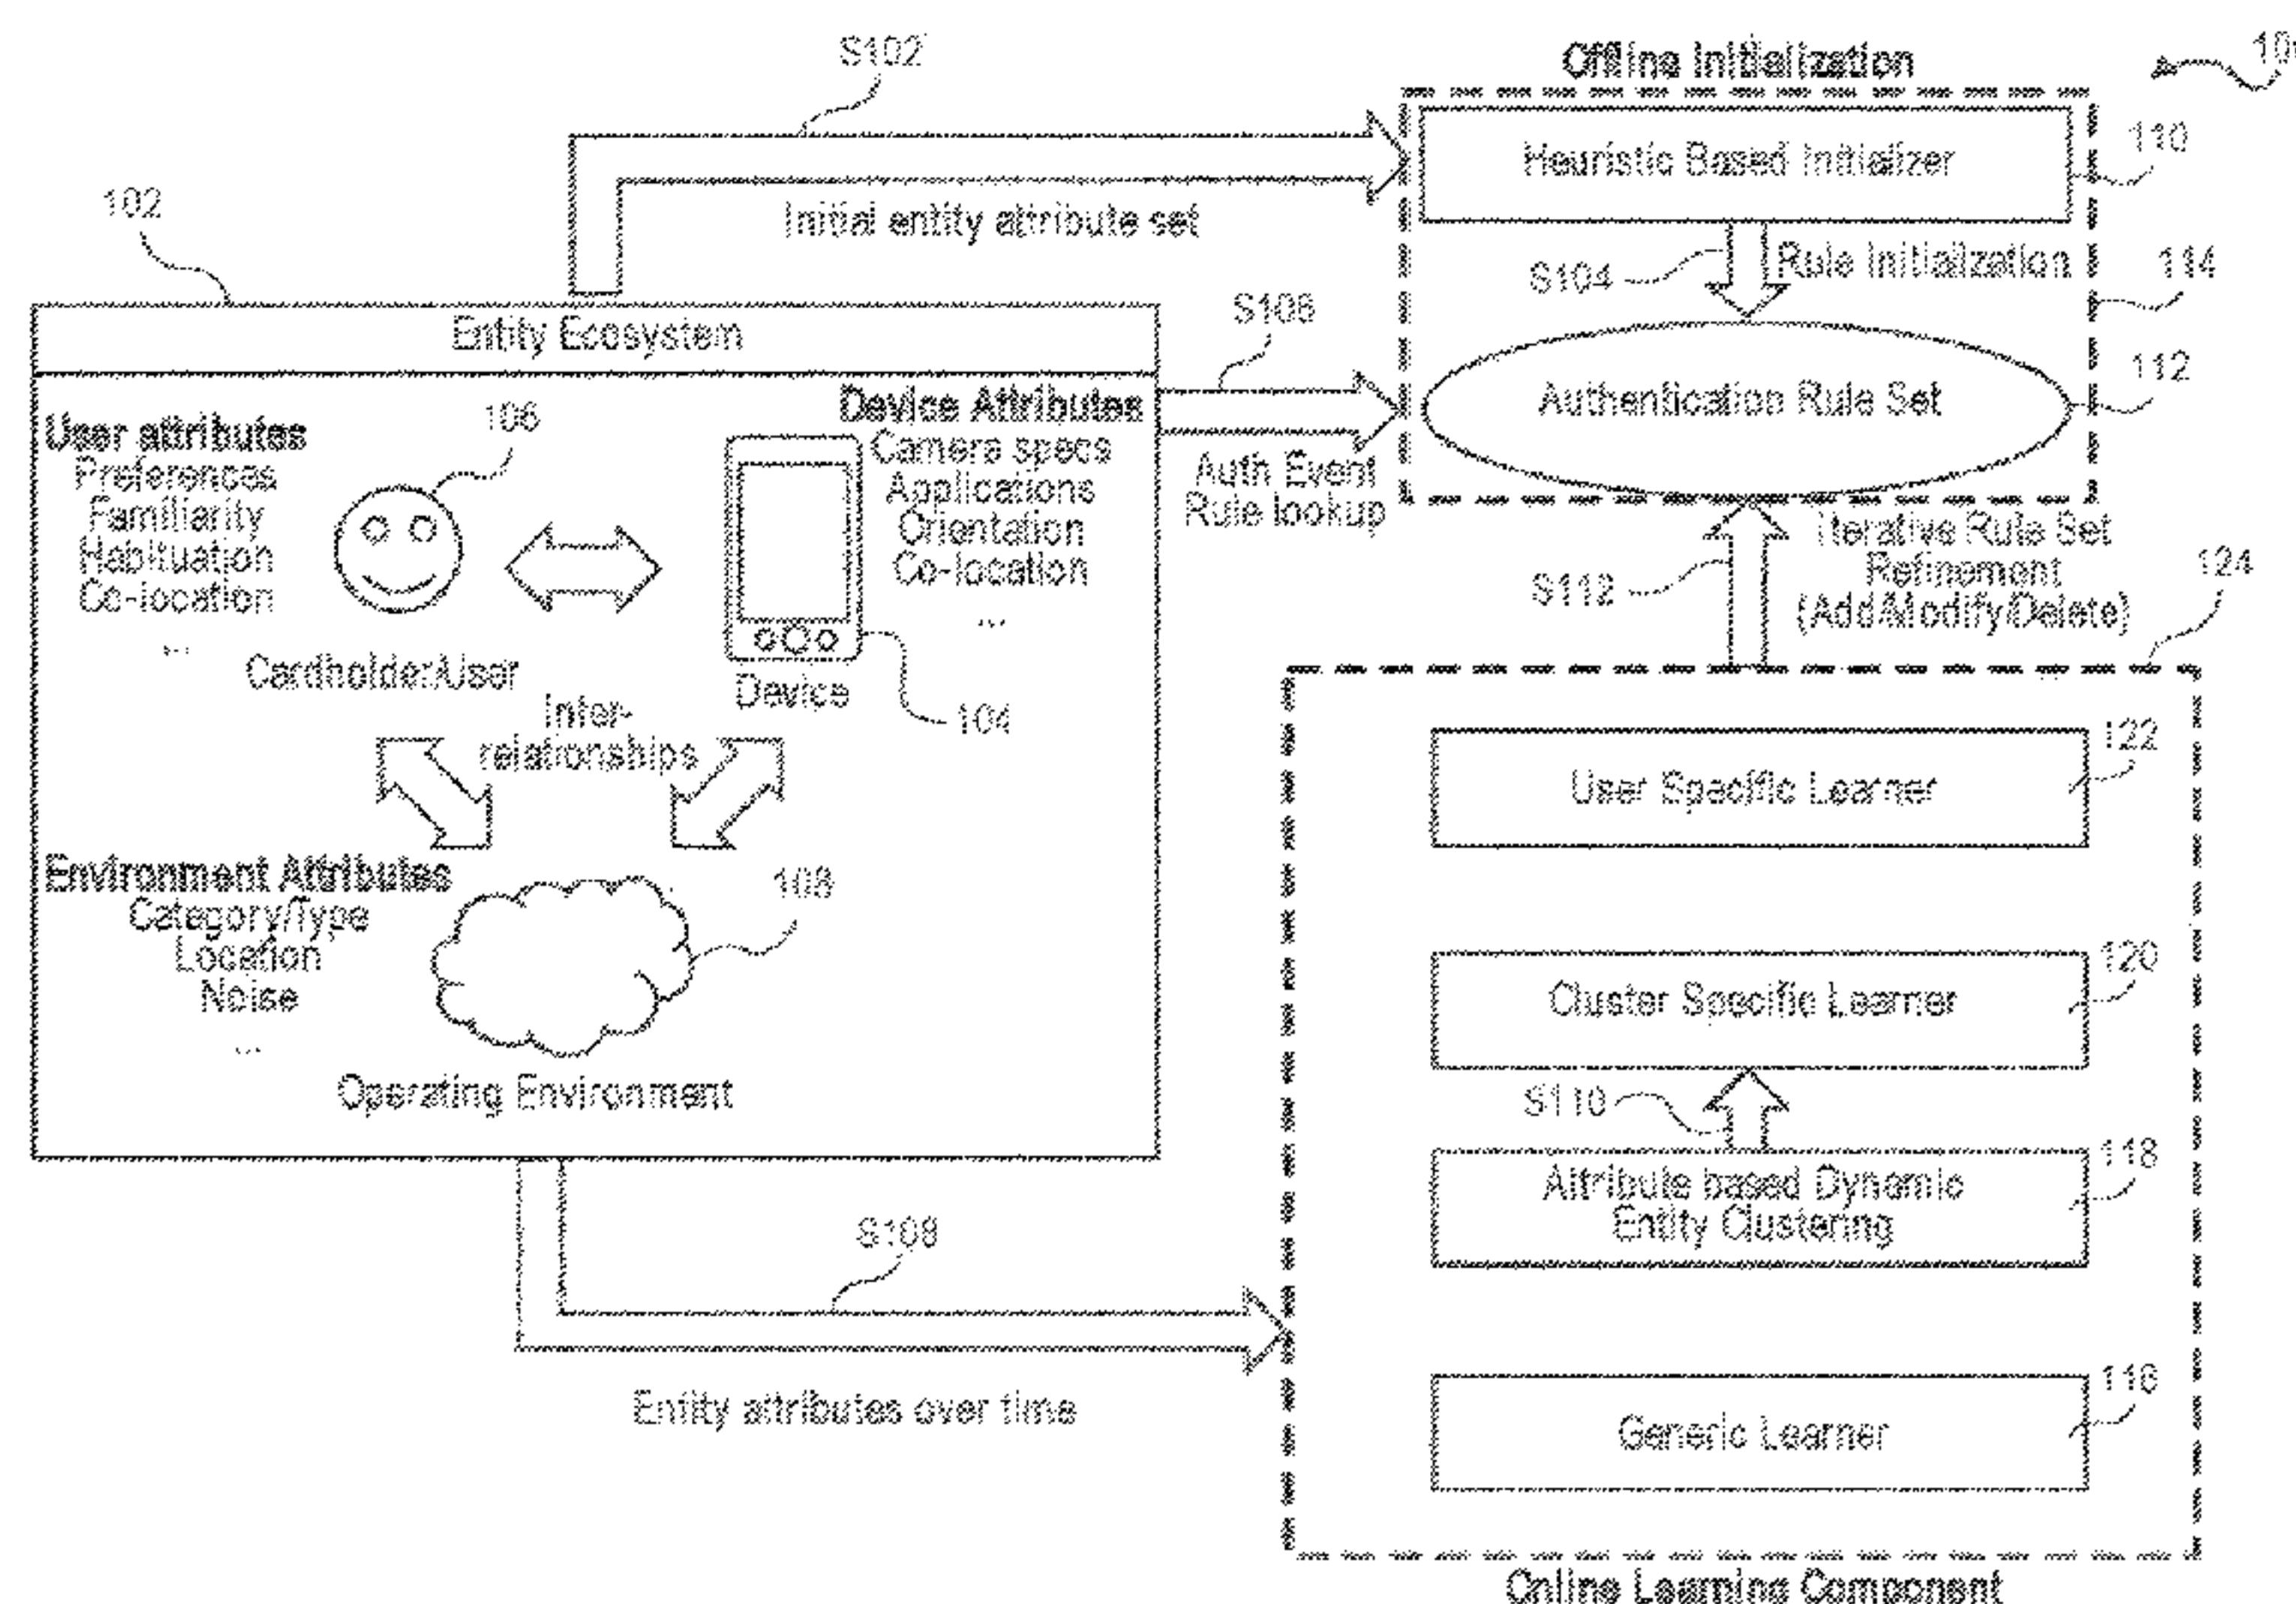 S102
Offline Initialization
Heuristic Based Initializer
110
102
Initial entity attribute set
S104
Rule Initialization
114
Entity Ecosystem
S106
Authentication Rule Set
112
User attributes
Preferences
Familiarity
Habituation
Co-location
...
106
Cardholder/User
Device Attributes
Camera specs
Applications
Orientation
Co-location
...
Device
104
Auth Event
Rule lookup
S112
Iterative Rule Set
Refinement
(Add/Modify/Delete)
124
Inter-
relationships
User Specific Learner
122
Environment Attributes
Category/Type
Location
Noise
...
108
Operating Environment
Cluster Specific Learner
120
S110
Attribute based Dynamic
Entity Clustering
118
S108
Entity attributes over time
Generic Learner
116
Online Learning Component